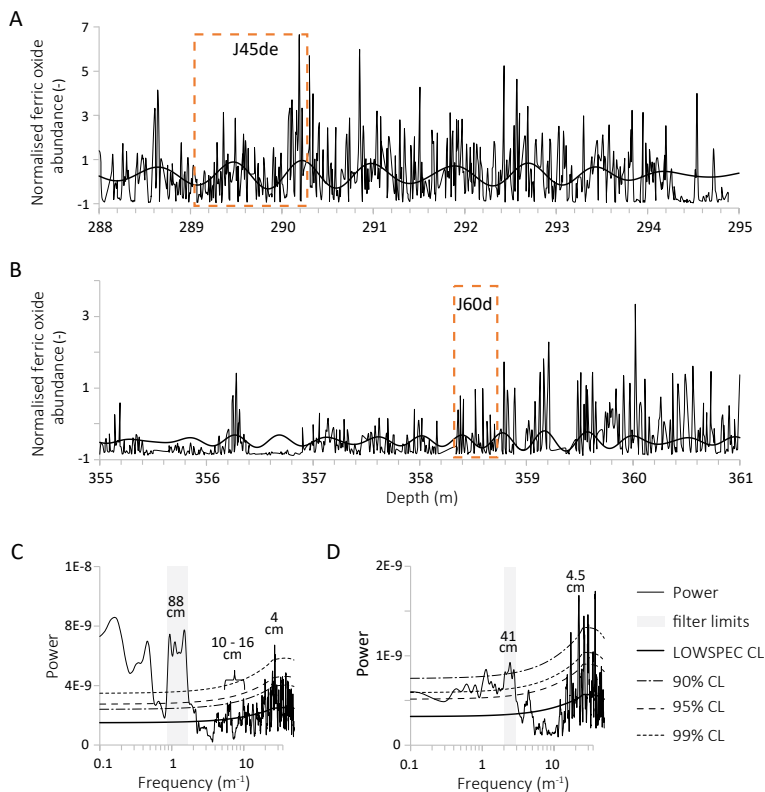 A
Normalised ferric oxide
abundance (-)
7
5
3
1
-1
J45de
288
289
290
291
292
293
294
295
B
Normalised ferric oxide
abundance (-)
3
1
-1
J60d
355
356
357
358
359
360
361
Depth (m)
C
Power
1E-8
8E-9
4E-9
0
88
cm
10 - 16
cm
4
cm
0.1
1
10
Frequency (m⁻¹)
D
Power
2E-9
1E-9
0
41
cm
4.5
cm
0.1
1
10
Frequency (m⁻¹)
Power
filter limits
LOWSPEC CL
90% CL
95% CL
99% CL